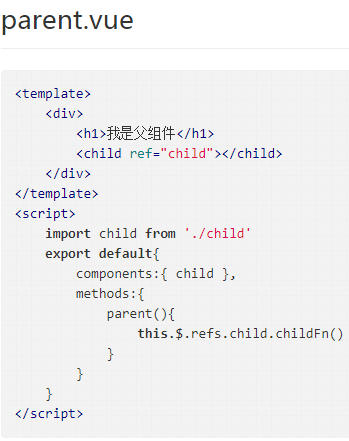 parent.vue
<template>
    <div>
        <h1>我是父组件</h1>
        <child ref="child"></child>
    </div>
</template>
<script>
    import child from './child'
    export default{
        components:{ child },
        methods:{
            parent(){
                this.$.refs.child.childFn()
            }
        }
    }
</script>